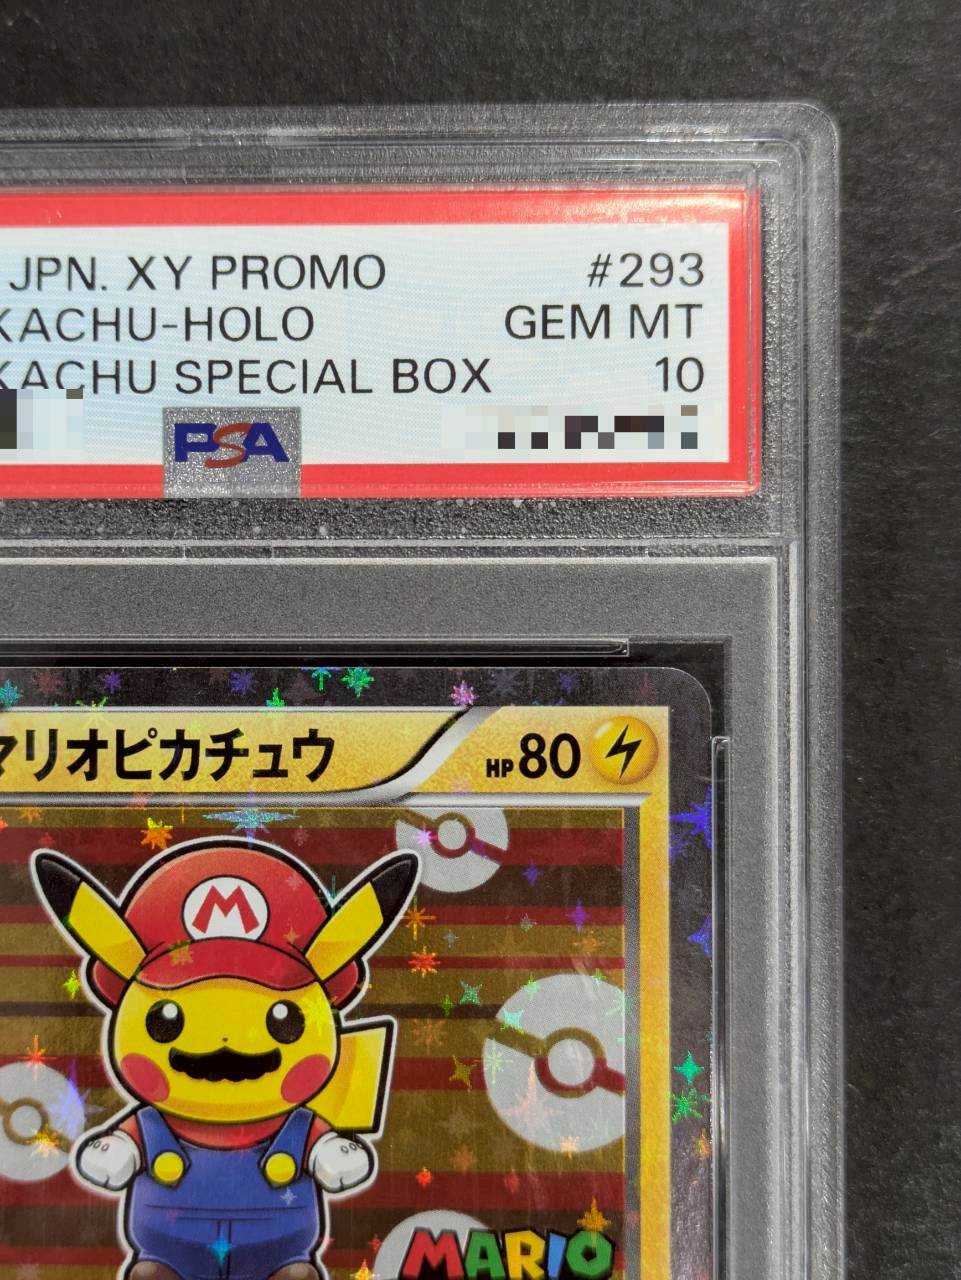 JPN. XY PROMO #293
KACHU-HOLO GEM MT
KACHU SPECIAL BOX 10
PSA
マリオピカチュウ HP80
M
MARIO